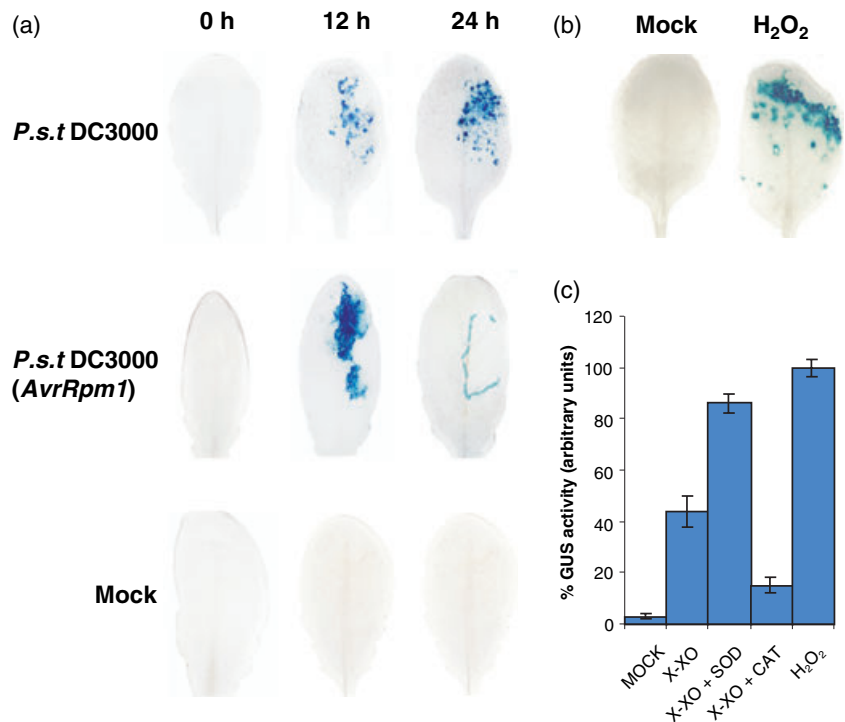 (a)
0 h 12 h 24 h
P.s.t DC3000
P.s.t DC3000
(AvrRpm1)
Mock
(b)
Mock H₂O₂
(c)
% GUS activity (arbitrary units)
120
100
80
60
40
20
0
MOCK
X-XO
X-XO + SOD
X-XO + CAT
H₂O₂